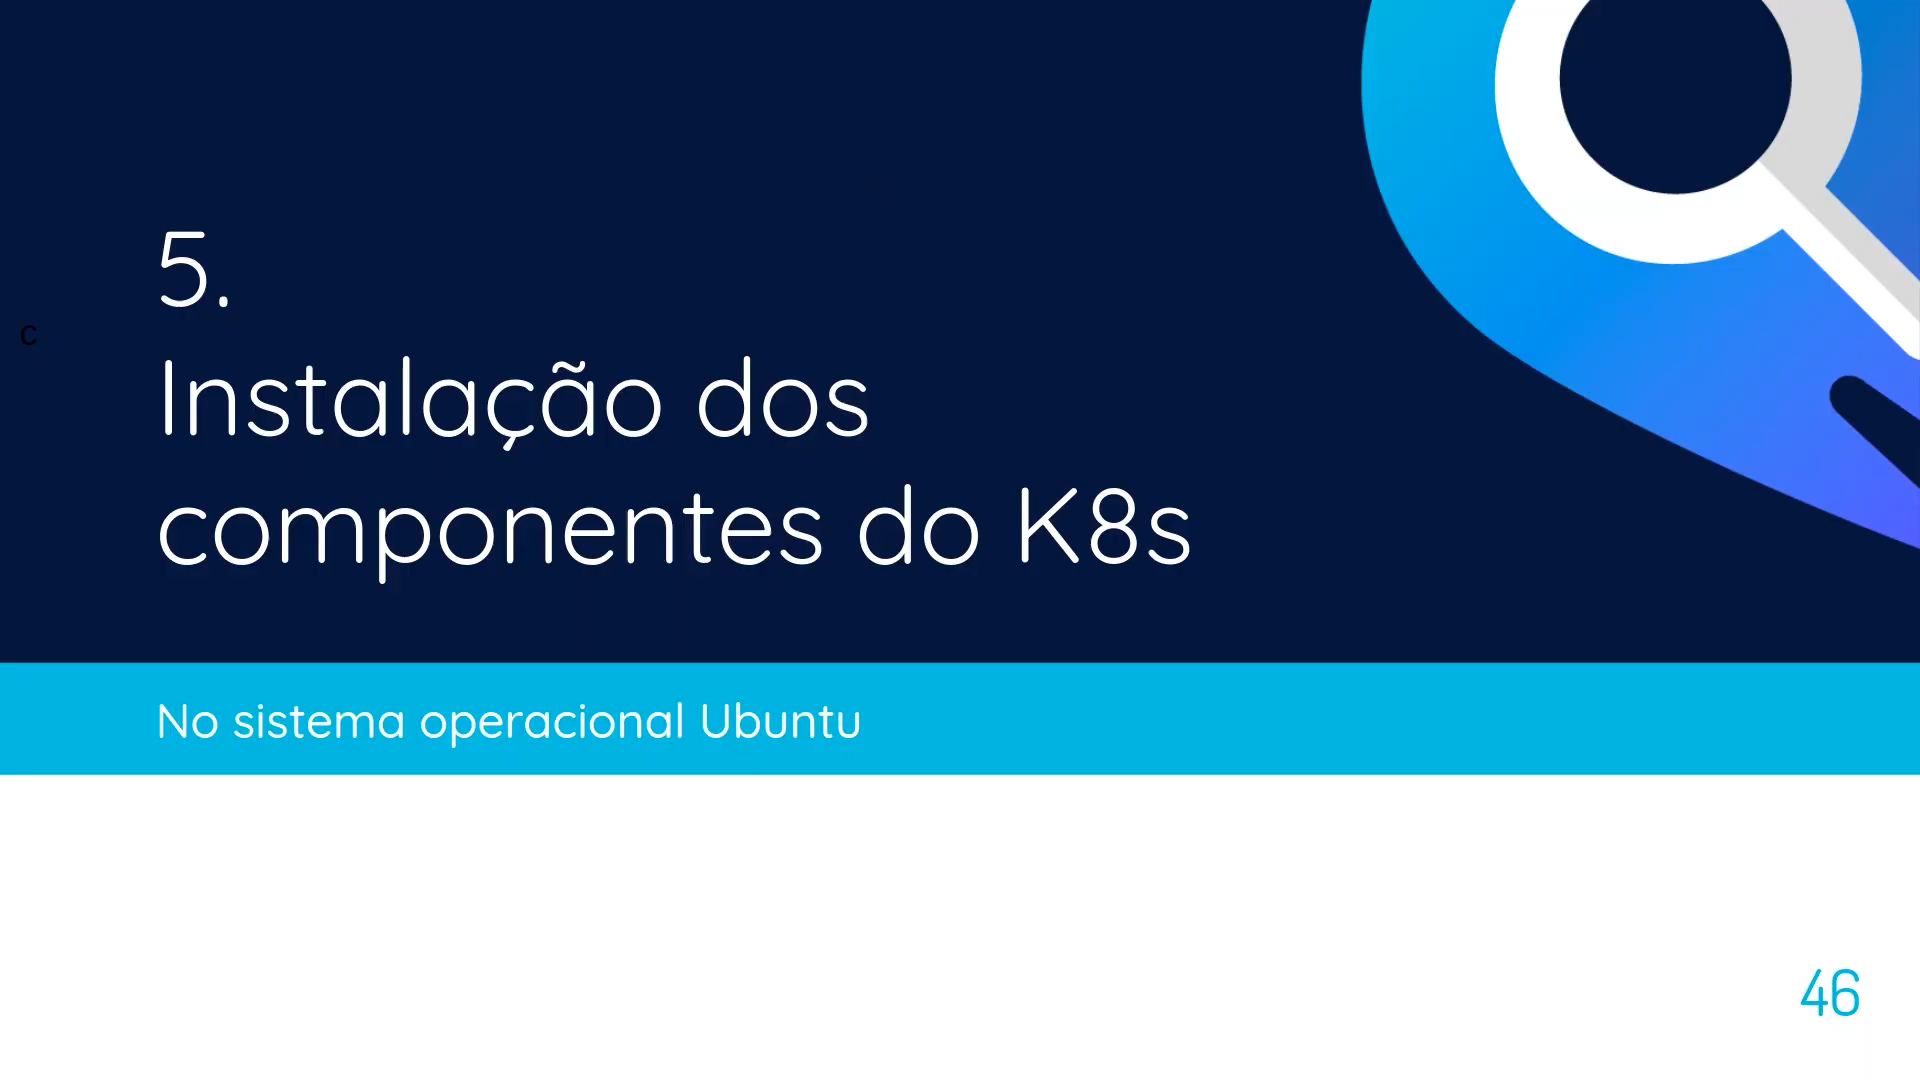 5.
c
Instalação dos
componentes do K8s
No sistema operacional Ubuntu
46